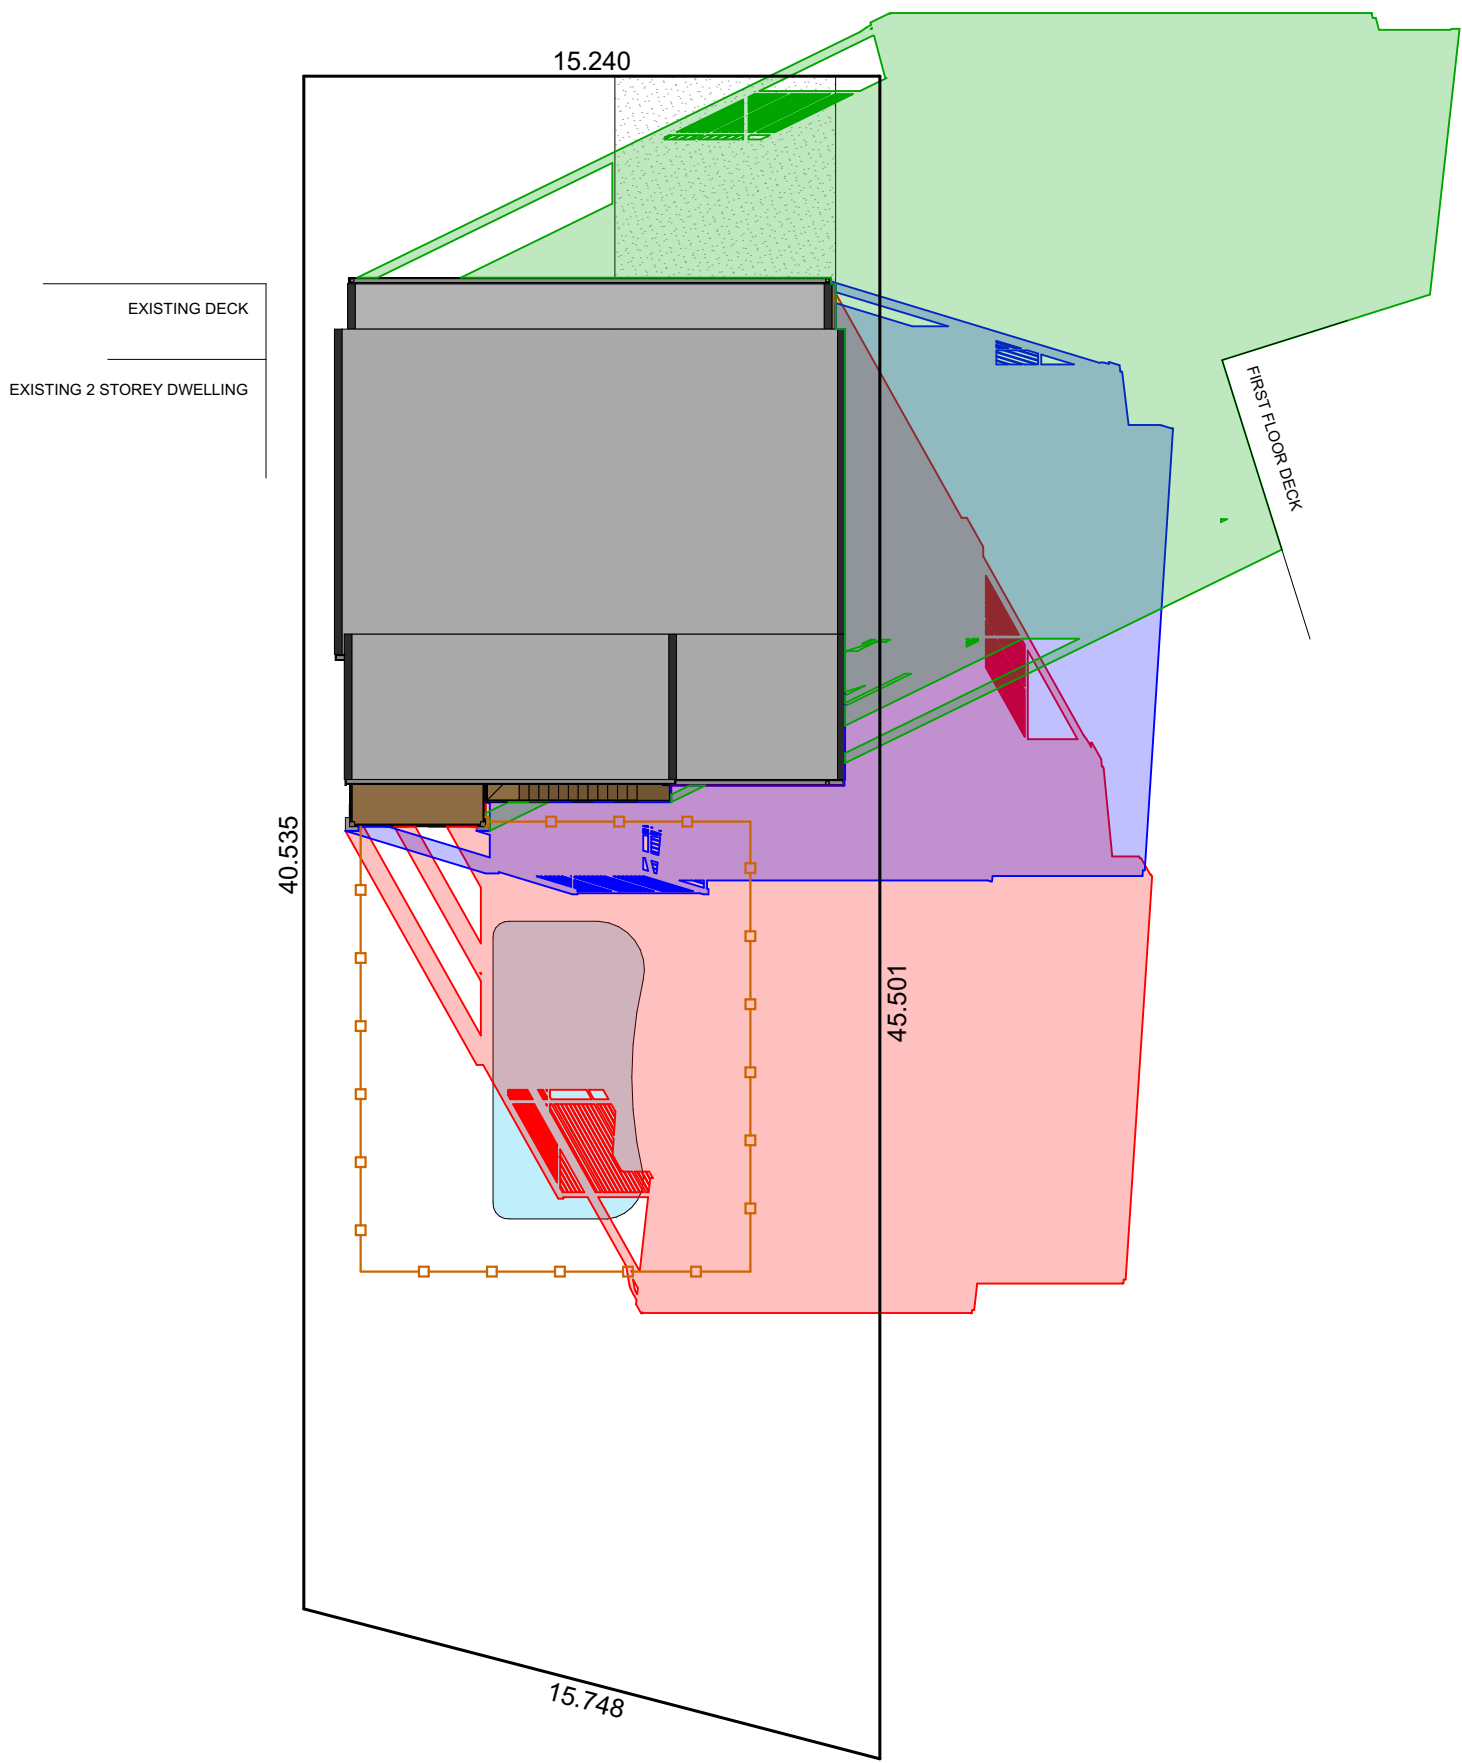 15.240
EXISTING DECK
EXISTING 2 STOREY DWELLING
FIRST FLOOR DECK
40.535
45.501
15.748